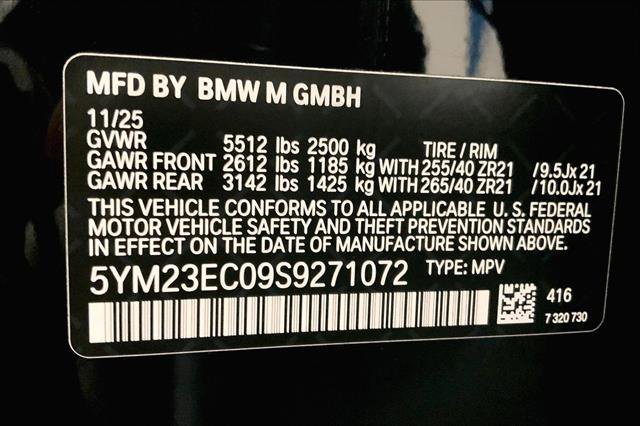 MFD BY BMW M GMBH
11/25
GVWR 5512 lbs 2500 kg TIRE / RIM
GAWR FRONT 2612 lbs 1185 kg WITH 255/40 ZR21 /9.5Jx21
GAWR REAR 3142 lbs 1425 kg WITH 265/40 ZR21 /10.0Jx21
THIS VEHICLE CONFORMS TO ALL APPLICABLE U.S. FEDERAL
MOTOR VEHICLE SAFETY AND THEFT PREVENTION STANDARDS
IN EFFECT ON THE DATE OF MANUFACTURE SHOWN ABOVE.
5YM23EC09S9271072 TYPE: MPV
416
7 320 730